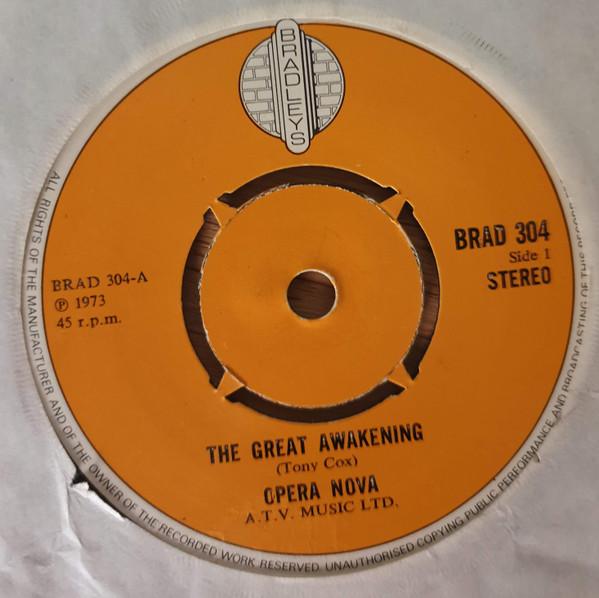 BRADLEYS
BRAD 304
Side 1
STEREO
BRAD 304-A
℗ 1973
45 r.p.m.
THE GREAT AWAKENING
(Tony Cox)
OPERA NOVA
A.T.V. MUSIC LTD.
ALL RIGHTS OF THE MANUFACTURER AND OF THE OWNER OF THE RECORDED WORK RESERVED UNAUTHORISED COPYING PUBLIC PERFORMANCE AND BROADCASTING OF THIS